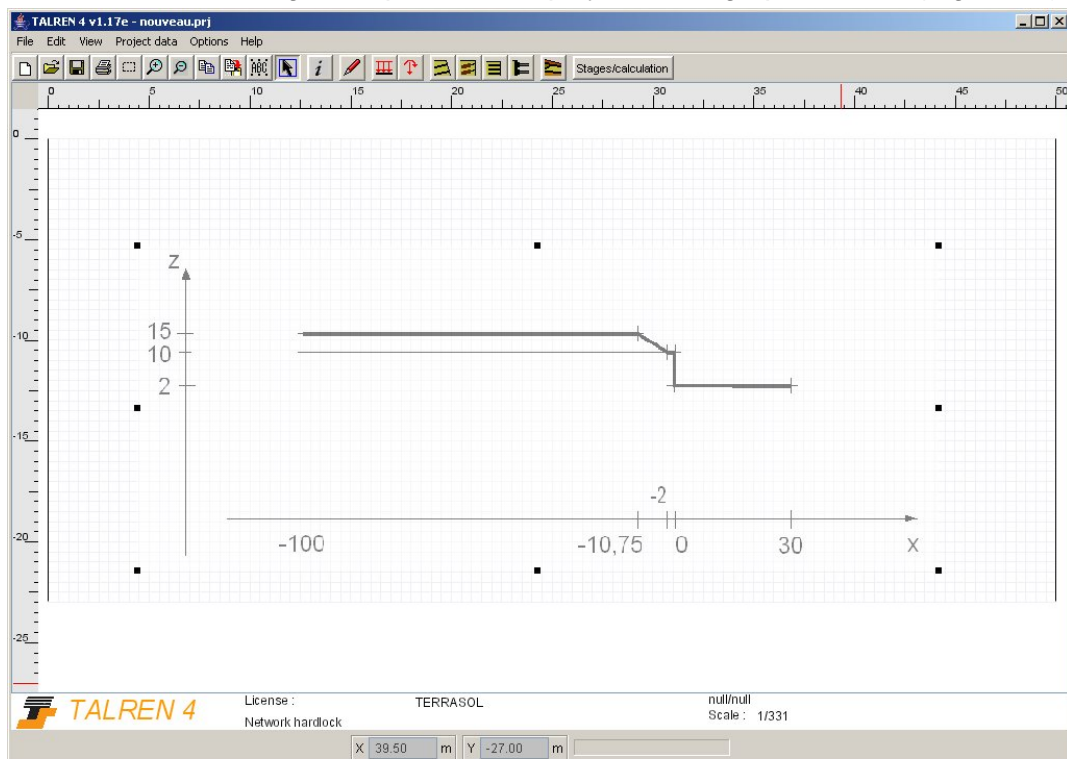 TALREN 4 v1.17e - nouveau.prj
File Edit View Project data Options Help
ABC i Stages/calculation
0 5 10 15 20 25 30 35 40 45 50
0
-5
-10
-15
-20
-25
Z
15
10
2
-2
-100 -10,75 0 30 X
TALREN 4
License : TERRASOL null/null
Network hardlock Scale : 1/331
X 39.50 m Y -27.00 m